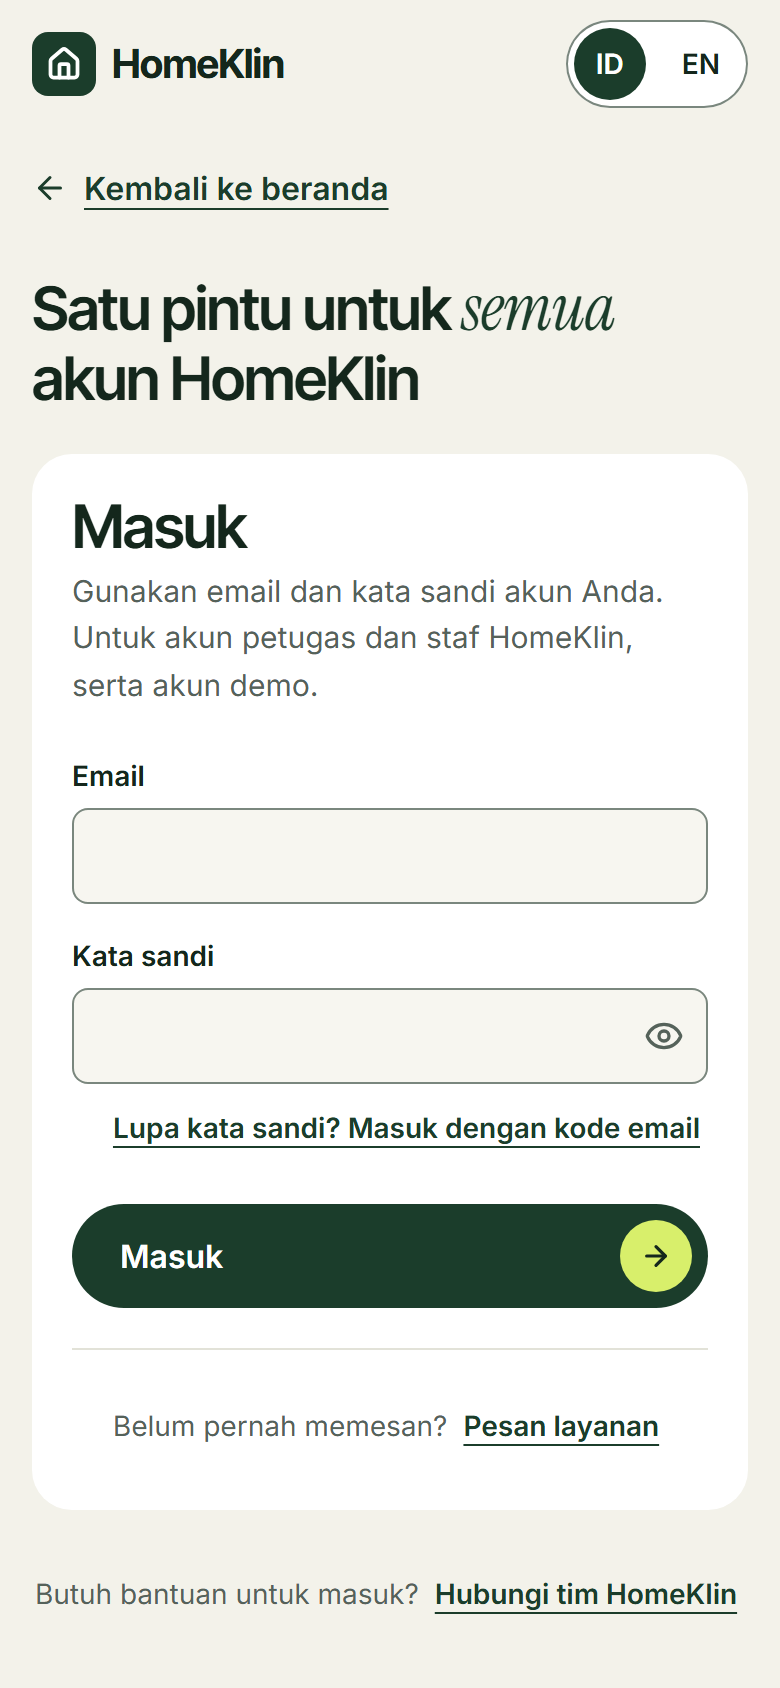 HomeKlin
ID EN
Kembali ke beranda
Satu pintu untuk semua
akun HomeKlin
Masuk
Gunakan email dan kata sandi akun Anda.
Untuk akun petugas dan staf HomeKlin,
serta akun demo.
Email
Kata sandi
Lupa kata sandi? Masuk dengan kode email
Masuk
Belum pernah memesan? Pesan layanan
Butuh bantuan untuk masuk? Hubungi tim HomeKlin